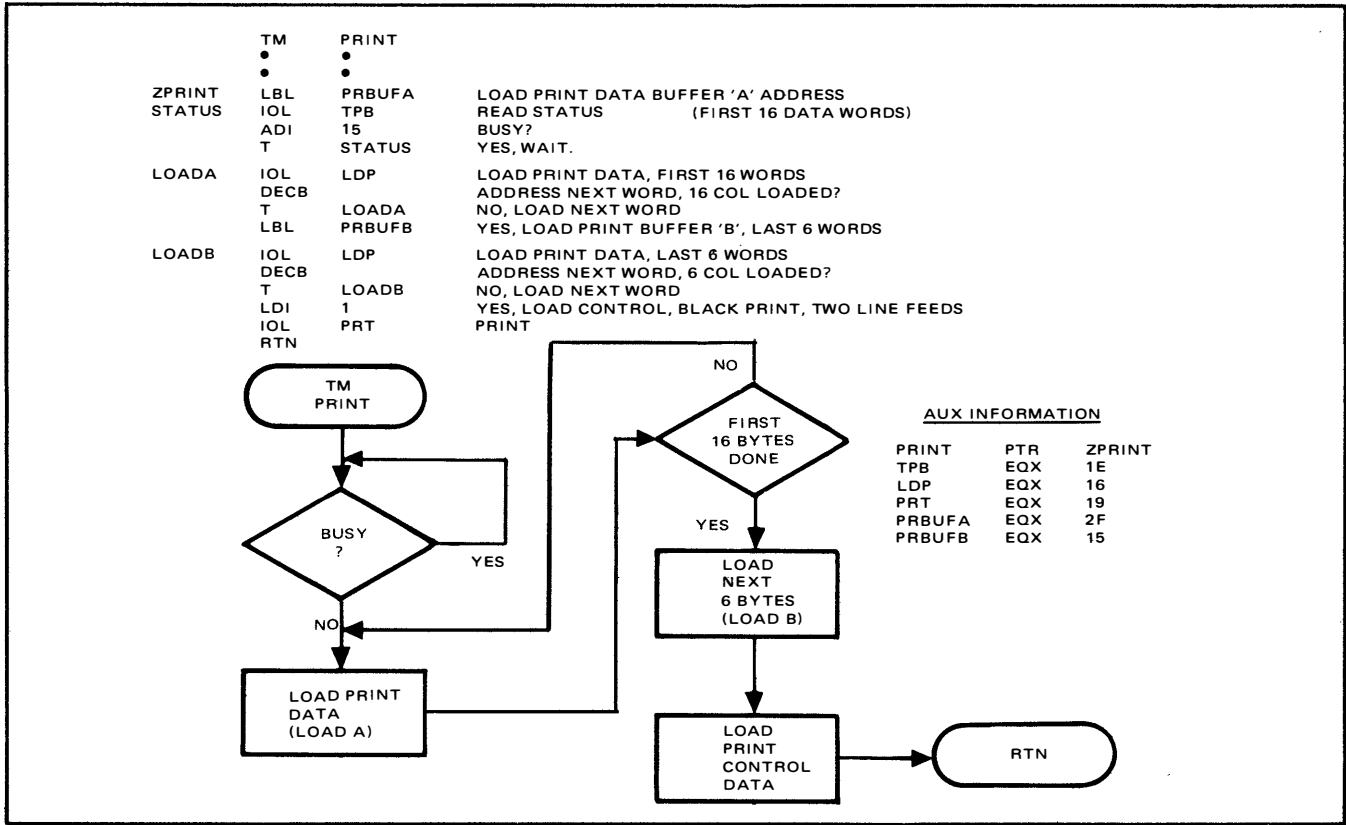 TM PRINT
• •
• •
ZPRINT LBL PRBUFA LOAD PRINT DATA BUFFER 'A' ADDRESS
STATUS IOL TPB READ STATUS (FIRST 16 DATA WORDS)
ADI 15 BUSY?
T STATUS YES, WAIT.
LOADA IOL LDP LOAD PRINT DATA, FIRST 16 WORDS
DECB ADDRESS NEXT WORD, 16 COL LOADED?
T LOADA NO, LOAD NEXT WORD
LBL PRBUFB YES, LOAD PRINT BUFFER 'B', LAST 6 WORDS
LOADB IOL LDP LOAD PRINT DATA, LAST 6 WORDS
DECB ADDRESS NEXT WORD, 6 COL LOADED?
T LOADB NO, LOAD NEXT WORD
LDI 1 YES, LOAD CONTROL, BLACK PRINT, TWO LINE FEEDS
IOL PRT PRINT
RTN
TM
PRINT
BUSY
?
YES
NO
LOAD PRINT
DATA
(LOAD A)
NO
FIRST
16 BYTES
DONE
YES
LOAD
NEXT
6 BYTES
(LOAD B)
LOAD
PRINT
CONTROL
DATA
RTN
AUX INFORMATION
PRINT PTR ZPRINT
TPB EQX 1E
LDP EQX 16
PRT EQX 19
PRBUFA EQX 2F
PRBUFB EQX 15